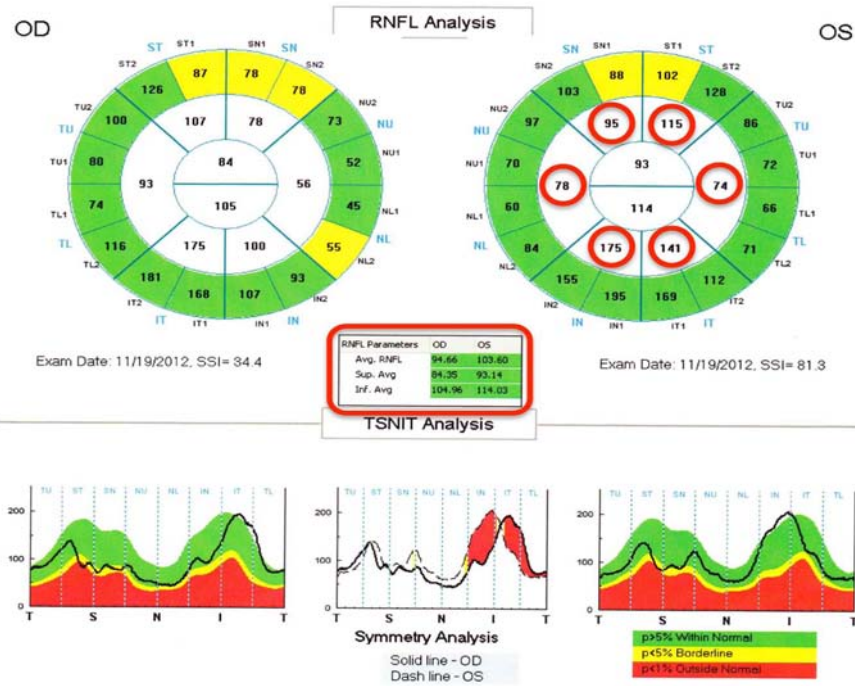 RNFL Analysis
OD
OS
ST
SN
ST1
SN1
ST2
SN2
87
78
126
78
TU2
100
107
78
73
NU2
TU
NU
TU1
80
84
52
NU1
93
56
105
TL1
74
45
NL1
TL
NL
116
175
100
55
TL2
NL2
181
93
168
107
IT2
IN2
IT
IT1
IN1
IN
SN
ST
SN1
ST1
SN2
ST2
88
102
103
128
NU2
97
95
115
86
TU2
NU
TU
NU1
70
93
72
TU1
78
74
114
NL1
60
66
TL1
NL
TL
84
175
141
71
NL2
TL2
155
112
195
169
IN2
IT2
IN
IN1
IT1
IT
Exam Date: 11/19/2012, SSI= 34.4
RNFL Parameters OD OS
Avg. RNFL 94.66 103.60
Sup. Avg 84.35 93.14
Inf. Avg 104.96 114.03
Exam Date: 11/19/2012, SSI= 81.3
TSNIT Analysis
TU ST SN NU NL IN IT TL
200
100
0
T S N I T
TU ST SN NU NL IN IT TL
200
100
0
T S N I T
TU ST SN NU NL IN IT TL
200
100
0
T S N I T
Symmetry Analysis
Solid line - OD
Dash line - OS
p>5% Within Normal
p<5% Borderline
p<1% Outside Normal